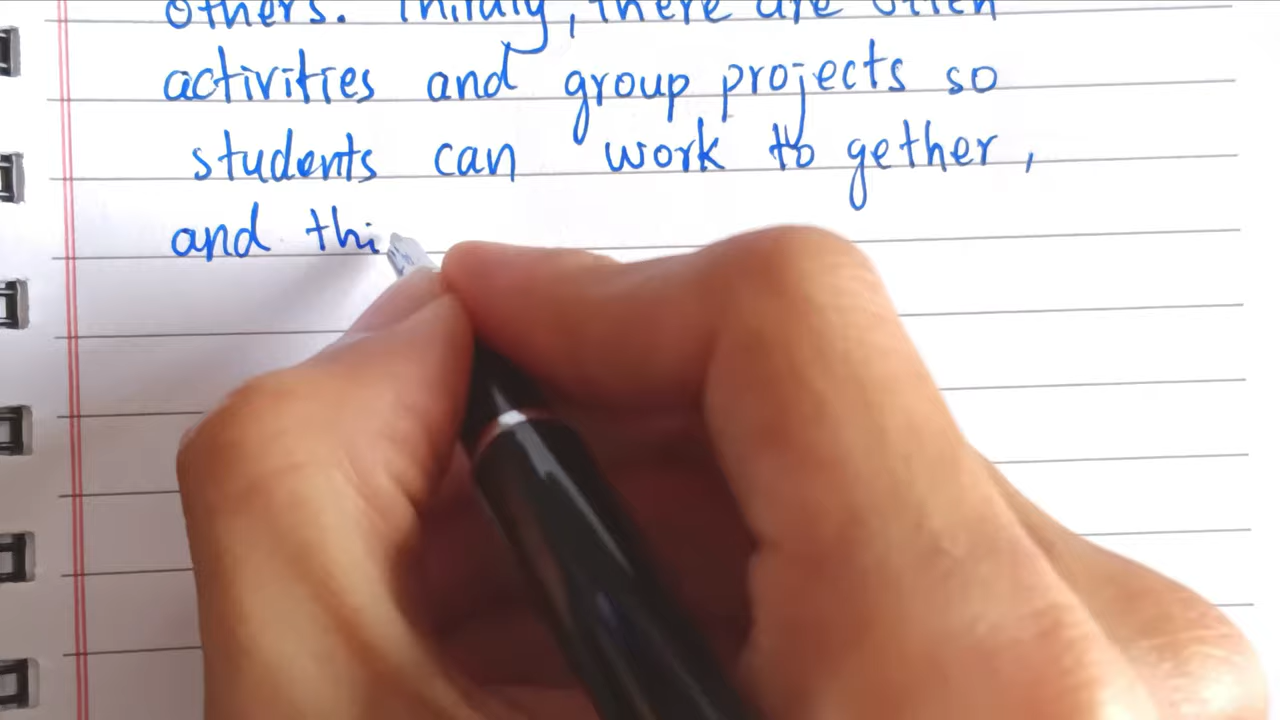 others. Thirdly, there are often
activities and group projects so
students can work to gether,
and thi